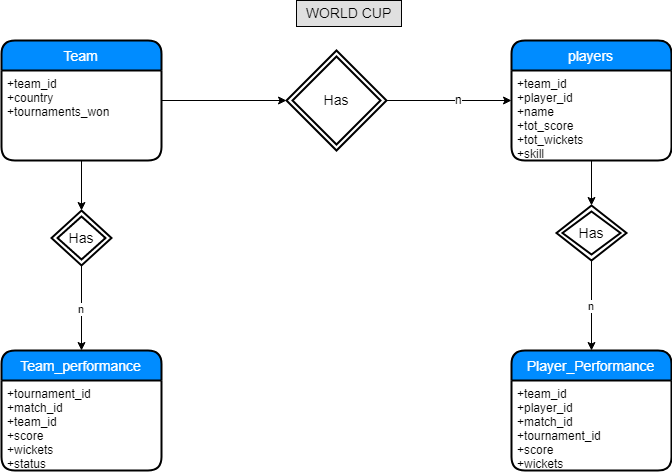 WORLD CUP
Team
+team_id
+country
+tournaments_won
Has
n
players
+team_id
+player_id
+name
+tot_score
+tot_wickets
+skill
Has
Has
n
n
Team_performance
+tournament_id
+match_id
+team_id
+score
+wickets
+status
Player_Performance
+team_id
+player_id
+match_id
+tournament_id
+score
+wickets